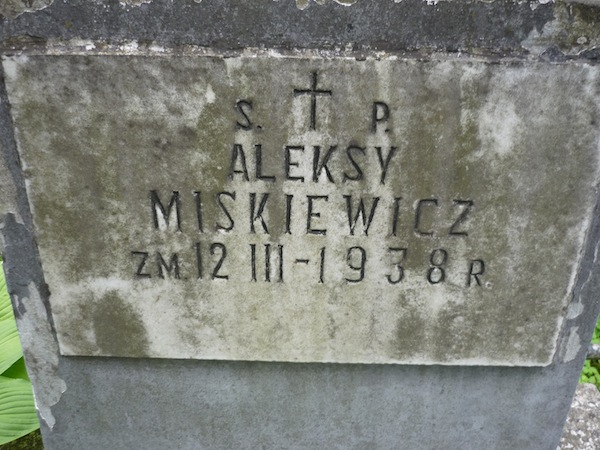 S. P.
ALEKSY
MISKIEWICZ
ZM. 12 III-1938 R.